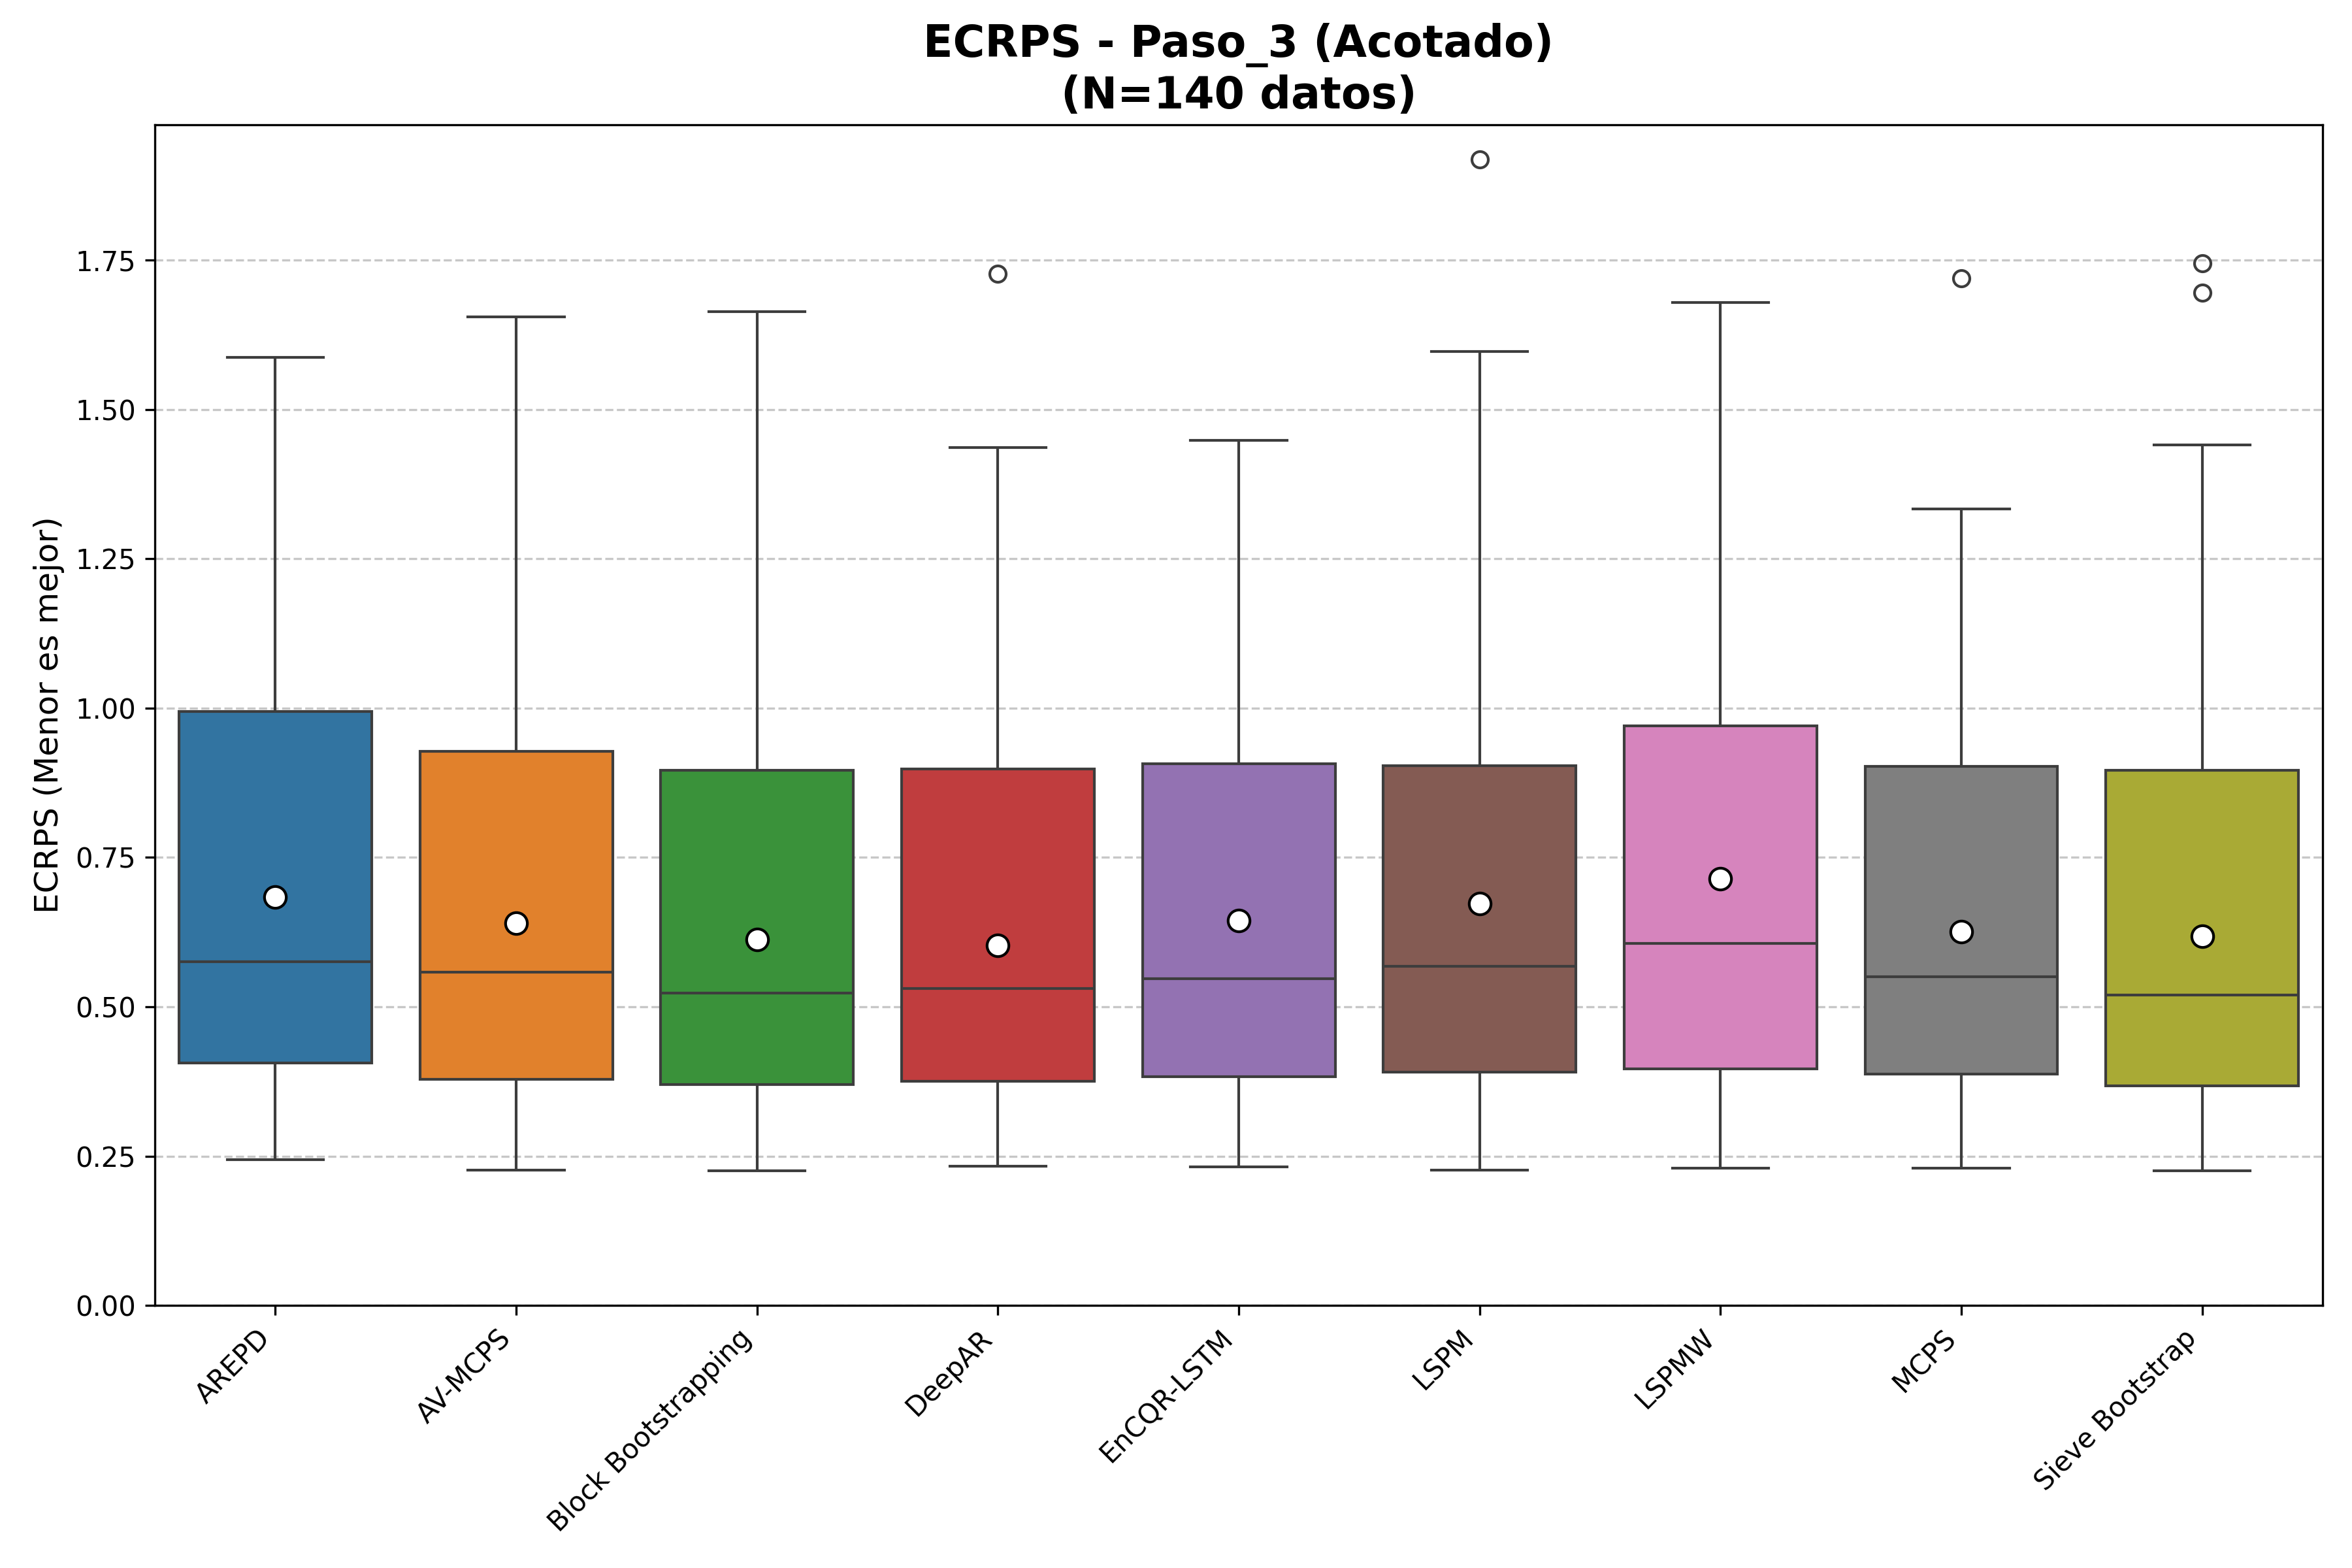 ECRPS - Paso_3 (Acotado)
(N=140 datos)
ECRPS (Menor es mejor)
1.75
1.50
1.25
1.00
0.75
0.50
0.25
0.00
AREPD
AV-MCPS
Block Bootstrapping
DeepAR
EnCQR-LSTM
LSPM
LSPMW
MCPS
Sieve Bootstrap